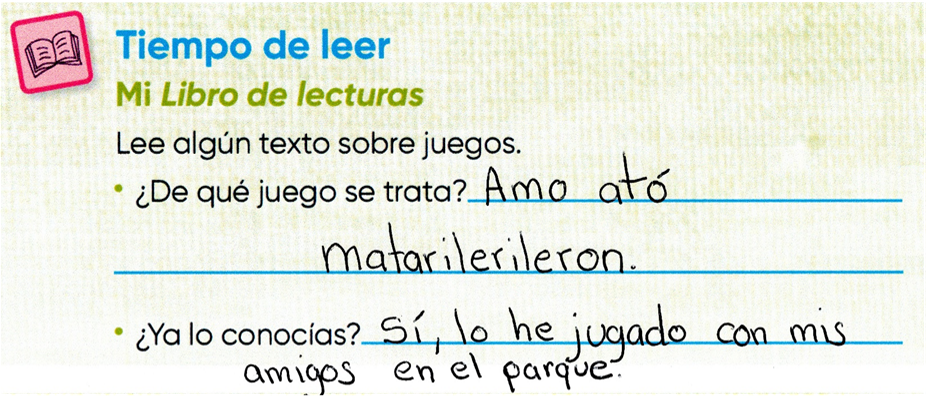 Tiempo de leer
Mi Libro de lecturas
Lee algún texto sobre juegos.
• ¿De qué juego se trata? Amo ató
matarilerileron.
• ¿Ya lo conocías? Sí, lo he jugado con mis
amigos en el parque.